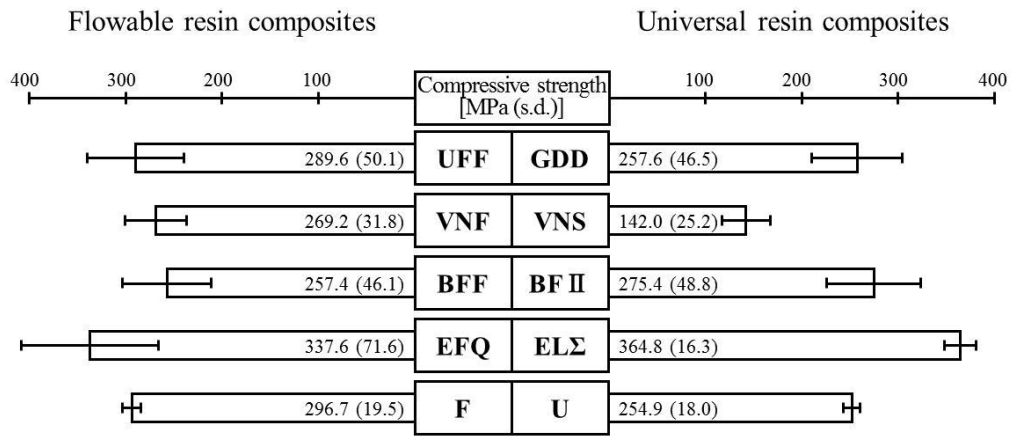 Flowable resin composites Universal resin composites
400 300 200 100 Compressive strength [MPa (s.d.)] 100 200 300 400
289.6 (50.1) UFF GDD 257.6 (46.5)
269.2 (31.8) VNF VNS 142.0 (25.2)
257.4 (46.1) BFF BFⅡ 275.4 (48.8)
337.6 (71.6) EFQ ELΣ 364.8 (16.3)
296.7 (19.5) F U 254.9 (18.0)